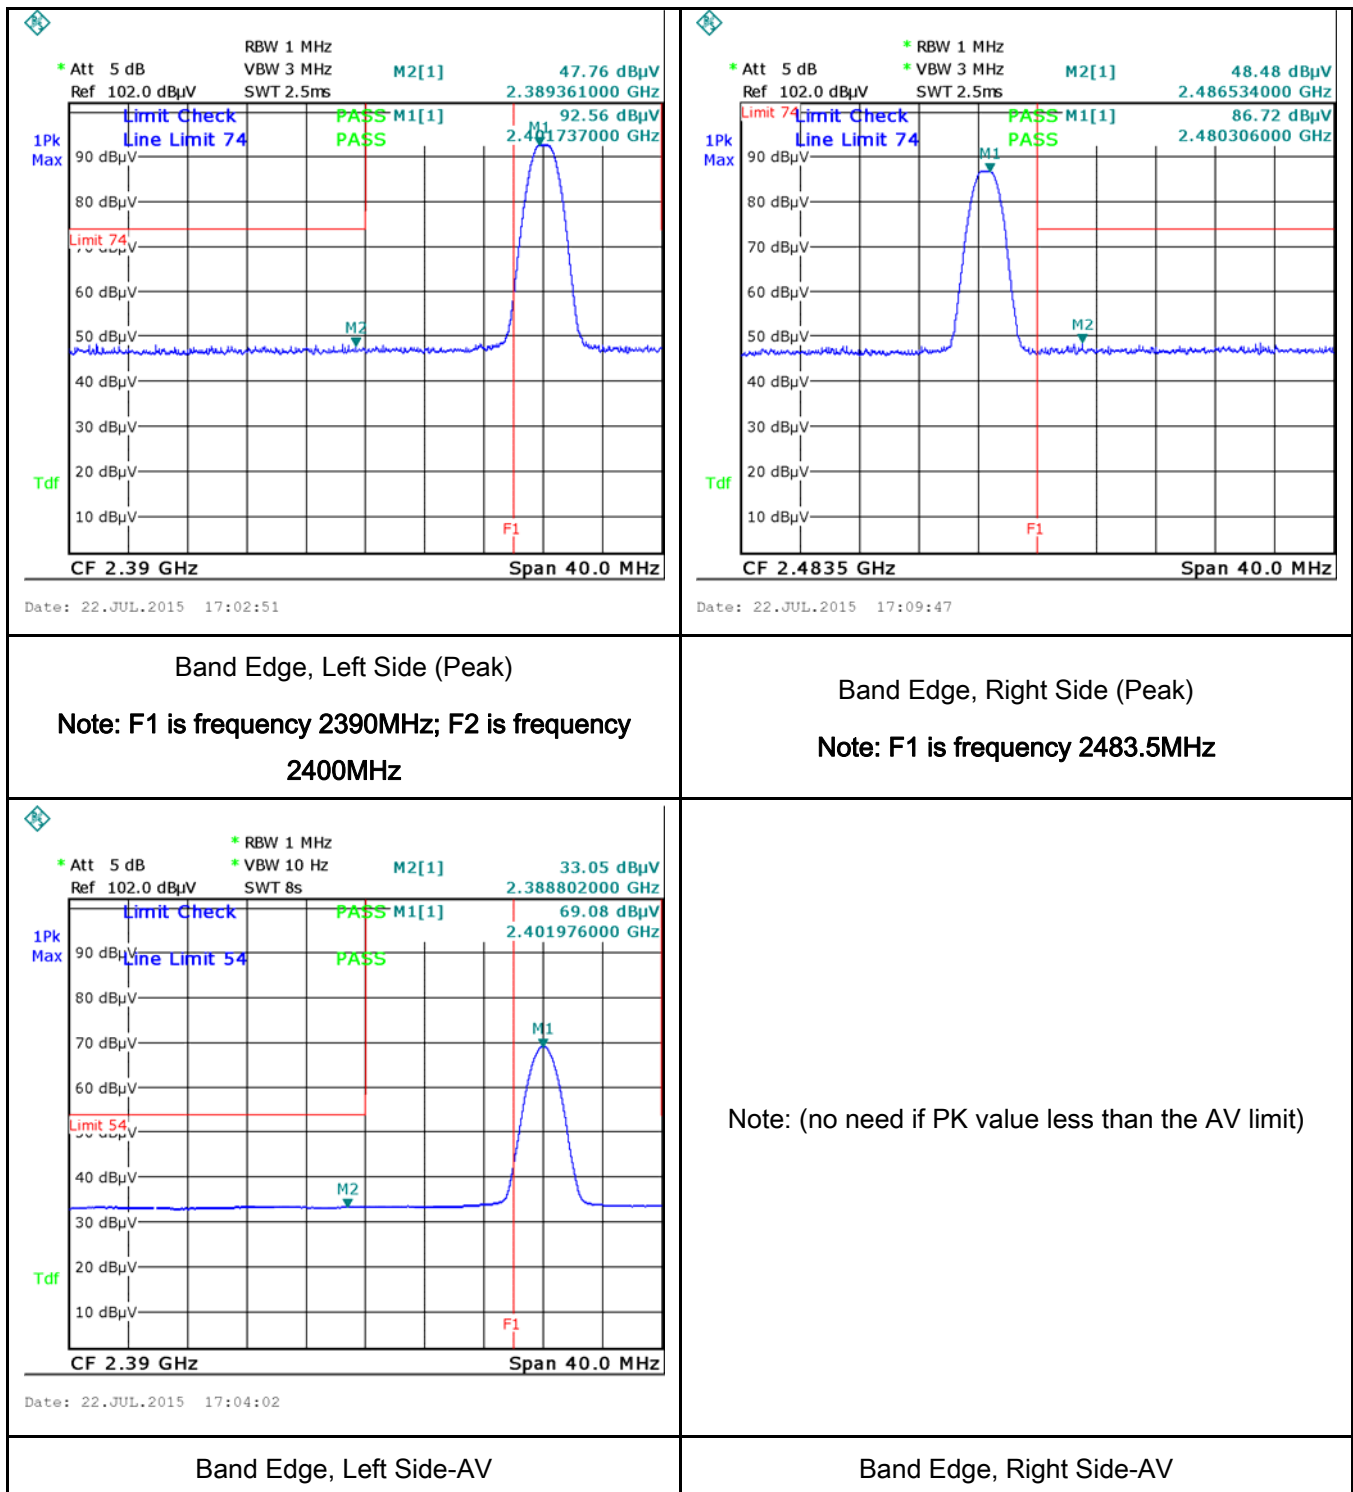 RBW 1 MHz
* Att 5 dB VBW 3 MHz M2[1] 47.76 dBµV
Ref 102.0 dBµV SWT 2.5ms 2.389361000 GHz
Limit Check PASS M1[1] 92.56 dBµV
Line Limit 74 PASS 2.401737000 GHz
1Pk
Max
M1
90 dBµV
80 dBµV
Limit 74
70 dBµV
60 dBµV
M2
50 dBµV
40 dBµV
30 dBµV
20 dBµV
Tdf
10 dBµV
F1
CF 2.39 GHz Span 40.0 MHz
Date: 22.JUL.2015 17:02:51
* RBW 1 MHz
* Att 5 dB * VBW 3 MHz M2[1] 48.48 dBµV
Ref 102.0 dBµV SWT 2.5ms 2.486534000 GHz
Limit 74 Limit Check PASS M1[1] 86.72 dBµV
Line Limit 74 PASS 2.480306000 GHz
1Pk
Max
M1
90 dBµV
80 dBµV
70 dBµV
60 dBµV
M2
50 dBµV
40 dBµV
30 dBµV
20 dBµV
Tdf
10 dBµV
F1
CF 2.4835 GHz Span 40.0 MHz
Date: 22.JUL.2015 17:09:47
Band Edge, Left Side (Peak)
Note: F1 is frequency 2390MHz; F2 is frequency
2400MHz
Band Edge, Right Side (Peak)
Note: F1 is frequency 2483.5MHz
* RBW 1 MHz
* Att 5 dB * VBW 10 Hz M2[1] 33.05 dBµV
Ref 102.0 dBµV SWT 8s 2.388802000 GHz
Limit Check PASS M1[1] 69.08 dBµV
2.401976000 GHz
1Pk
Max
90 dBµV Line Limit 54 PASS
80 dBµV
70 dBµV
M1
60 dBµV
Limit 54
50 dBµV
40 dBµV
M2
30 dBµV
20 dBµV
Tdf
10 dBµV
F1
CF 2.39 GHz Span 40.0 MHz
Date: 22.JUL.2015 17:04:02
Note: (no need if PK value less than the AV limit)
Band Edge, Left Side-AV
Band Edge, Right Side-AV